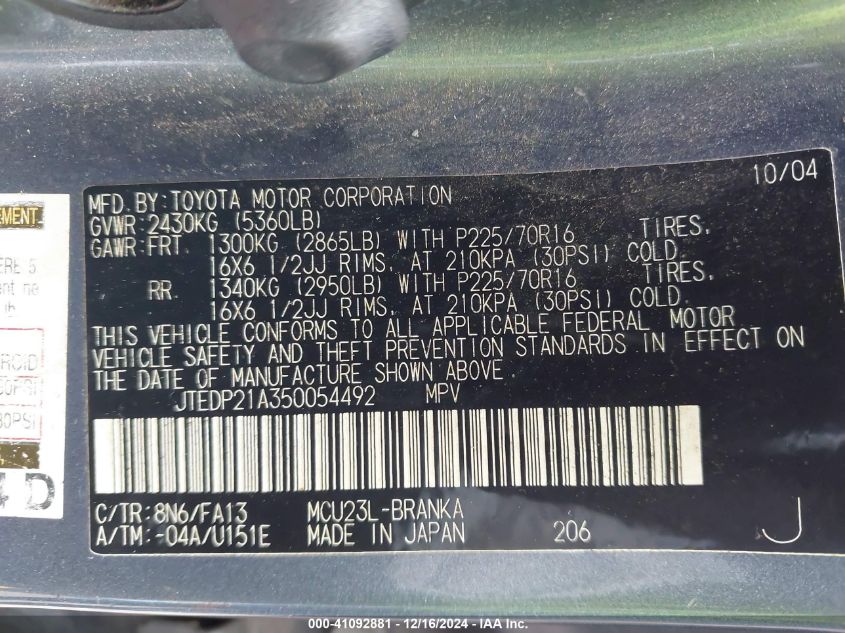 10/04
MFD. BY: TOYOTA MOTOR CORPORATION
GVWR: 2430KG (5360LB)
GAWR: FRT. 1300KG (2865LB) WITH P225/70R16 TIRES,
16X6 1/2JJ RIMS, AT 210KPA (30PSI) COLD.
RR. 1340KG (2950LB) WITH P225/70R16 TIRES,
16X6 1/2JJ RIMS, AT 210KPA (30PSI) COLD.
THIS VEHICLE CONFORMS TO ALL APPLICABLE FEDERAL MOTOR
VEHICLE SAFETY AND THEFT PREVENTION STANDARDS IN EFFECT ON
THE DATE OF MANUFACTURE SHOWN ABOVE.
JTEDP21A350054492 MPV
C/TR: 8N6/FA13 MCU23L-BRANKA
A/TM: -04A/U151E MADE IN JAPAN 206 J
000-41092881 / 12/16/2024 / IAA Inc.